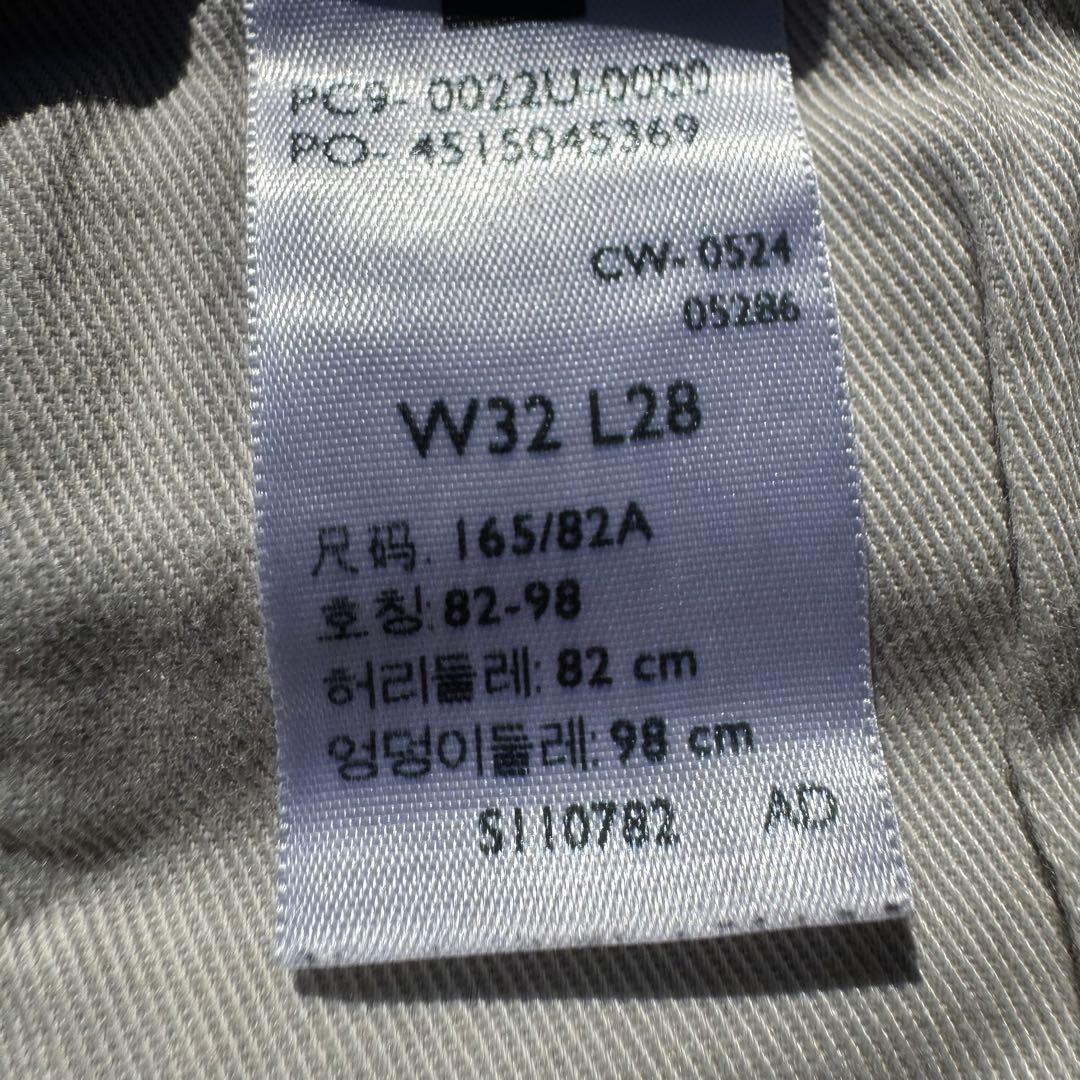 PC9- 0022U-0000
PO- 4515045369
CW- 0524
05286
W32 L28
尺码. 165/82A
호칭: 82-98
허리둘레: 82 cm
엉덩이둘레: 98 cm
S110782 AD